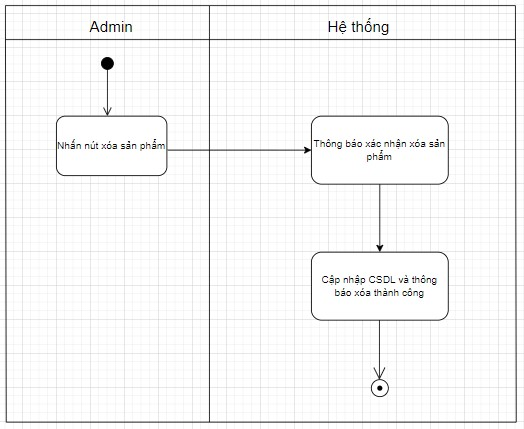 Admin
Hệ thống
Nhấn nút xóa sản phẩm
Thông báo xác nhận xóa sản
phẩm
Cập nhập CSDL và thông
báo xóa thành công